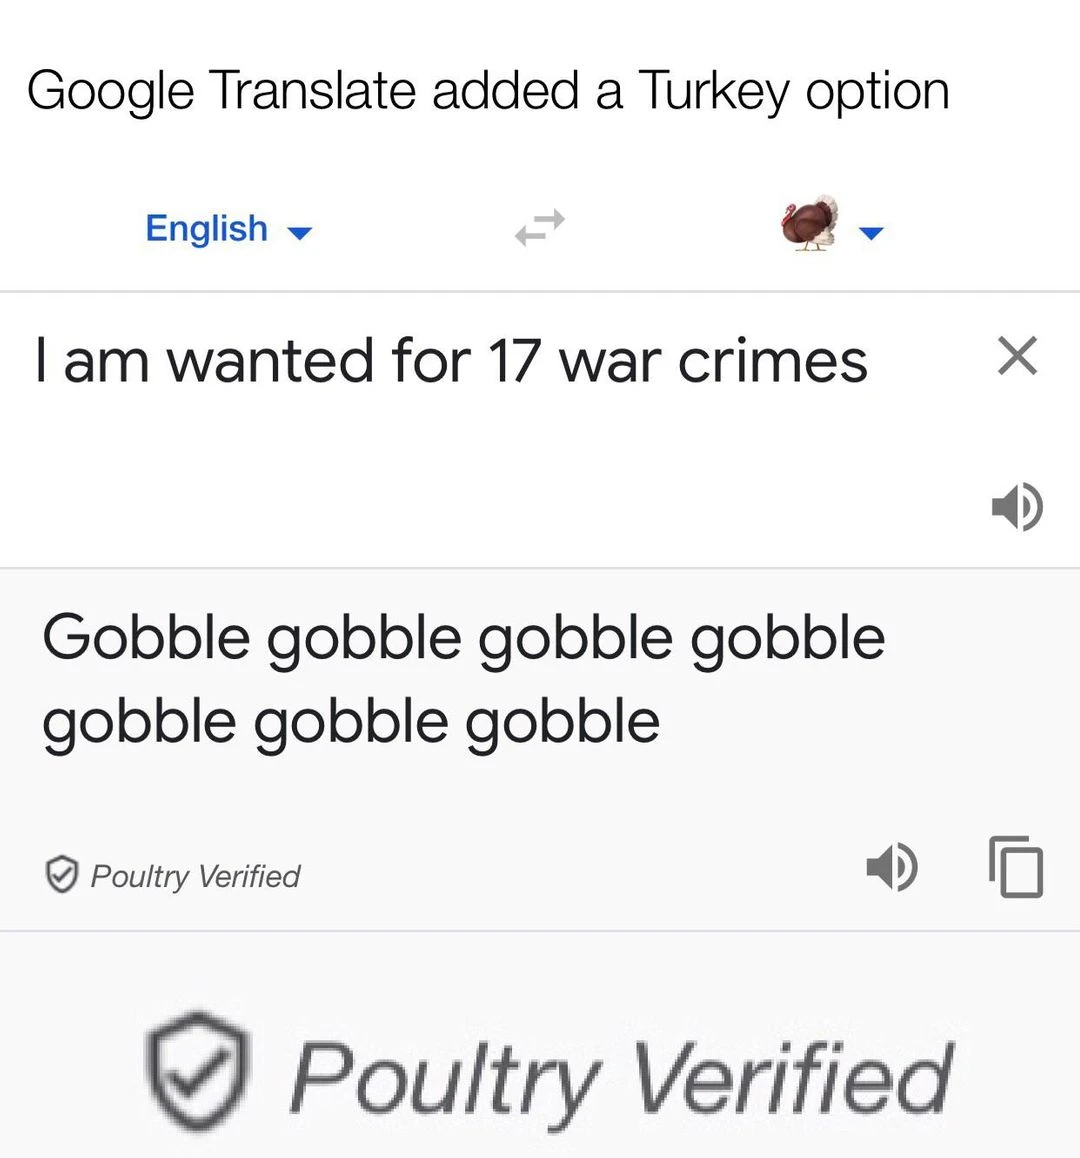 Google Translate added a Turkey option
English
I am wanted for 17 war crimes
Gobble gobble gobble gobble
gobble gobble gobble
Poultry Verified
Poultry Verified